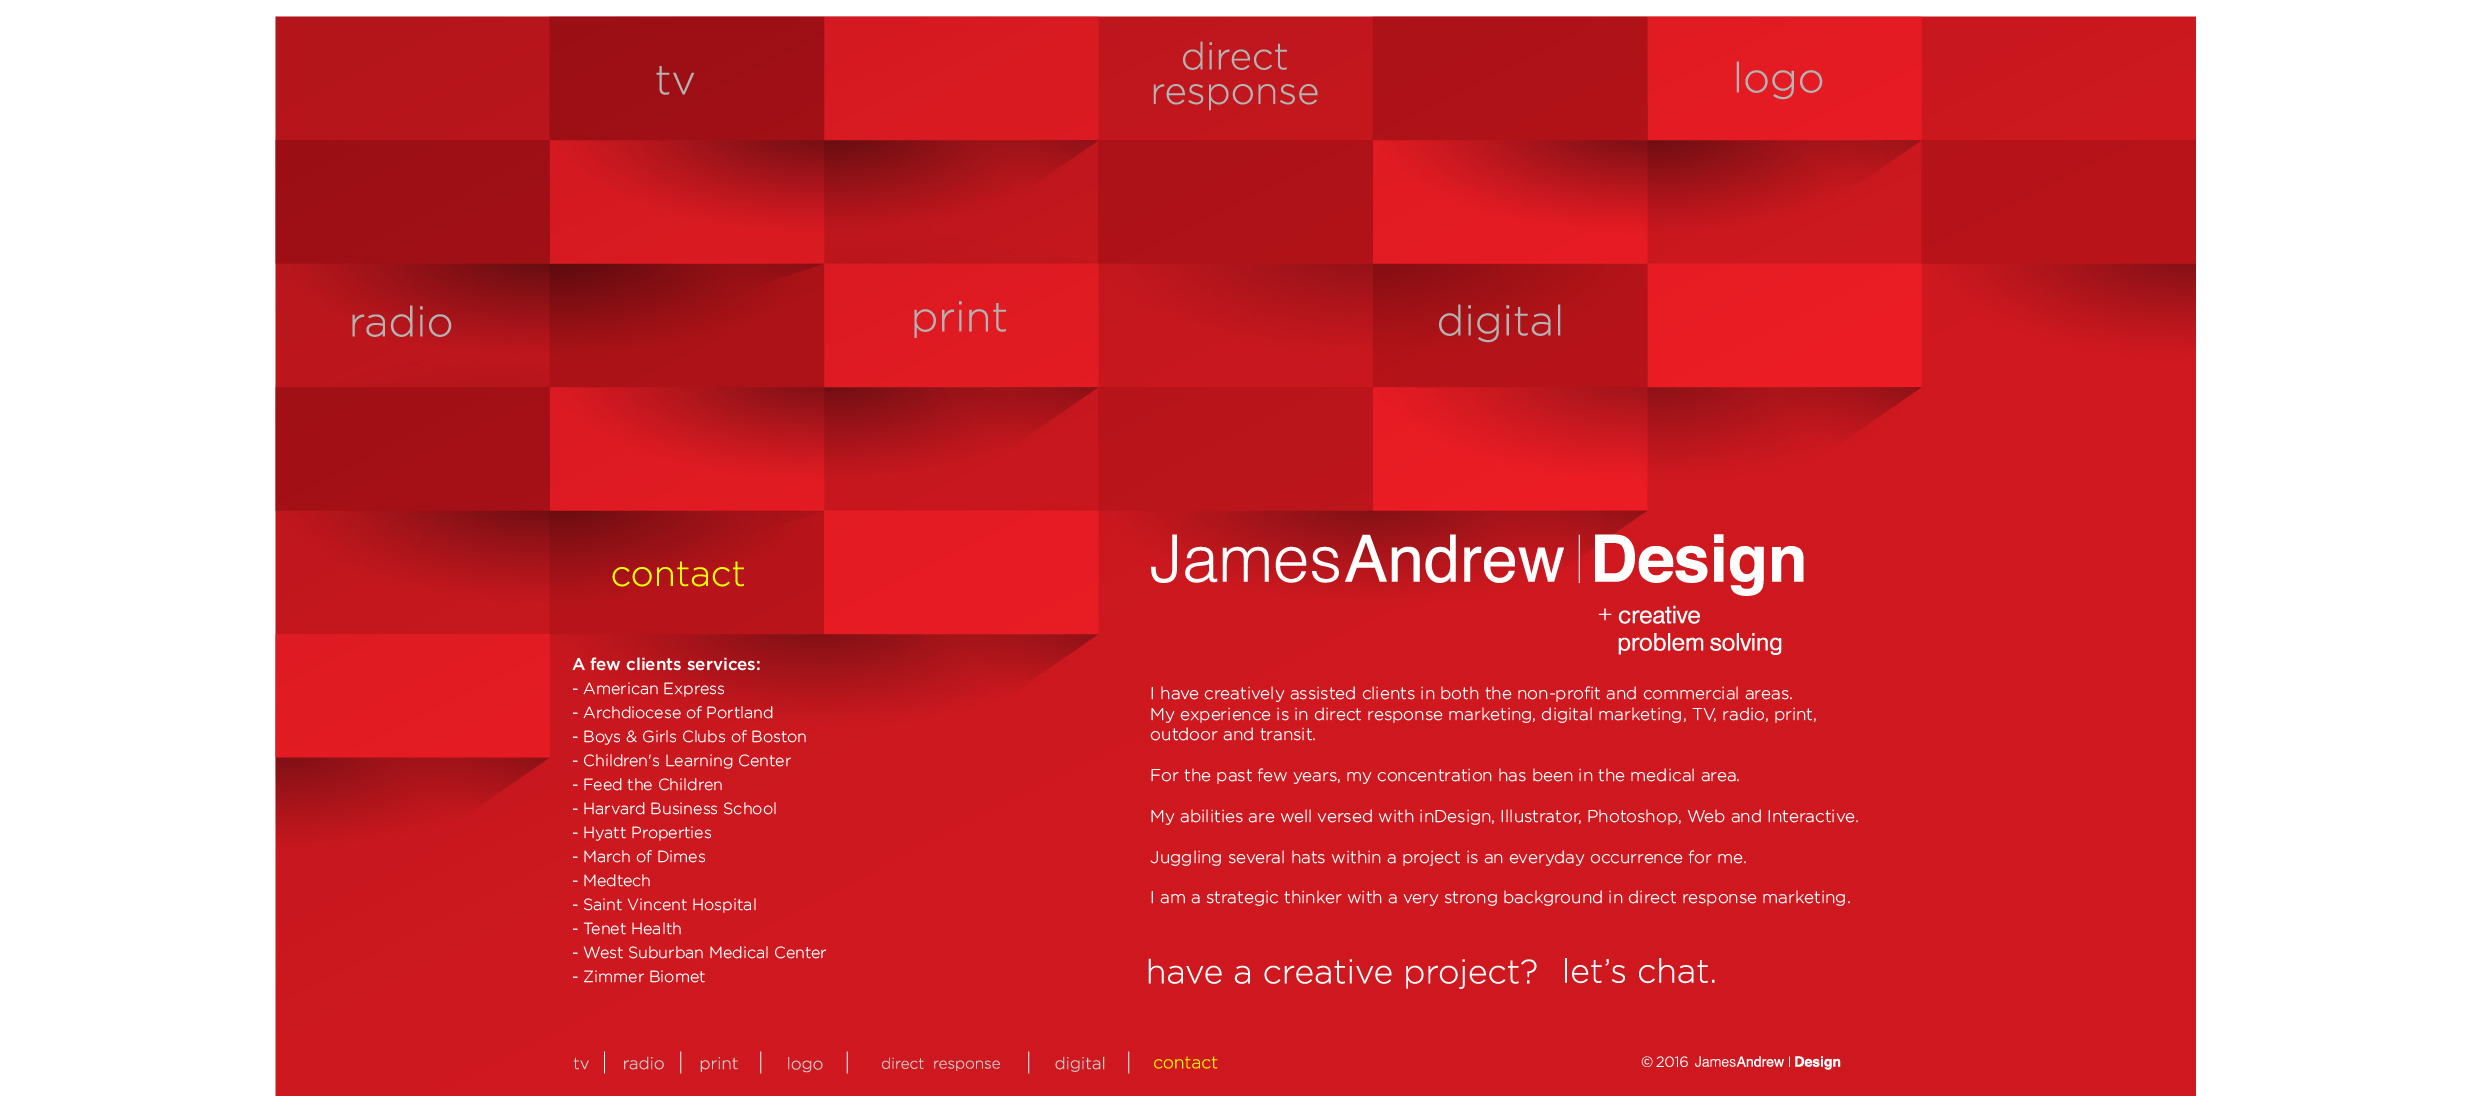 tv
direct
response
logo
radio
print
digital
contact
JamesAndrew | Design
+ creative
problem solving
A few clients services:
- American Express
- Archdiocese of Portland
- Boys & Girls Clubs of Boston
- Children's Learning Center
- Feed the Children
- Harvard Business School
- Hyatt Properties
- March of Dimes
- Medtech
- Saint Vincent Hospital
- Tenet Health
- West Suburban Medical Center
- Zimmer Biomet
I have creatively assisted clients in both the non-profit and commercial areas.
My experience is in direct response marketing, digital marketing, TV, radio, print,
outdoor and transit.
For the past few years, my concentration has been in the medical area.
My abilities are well versed with inDesign, Illustrator, Photoshop, Web and Interactive.
Juggling several hats within a project is an everyday occurrence for me.
I am a strategic thinker with a very strong background in direct response marketing.
have a creative project? let’s chat.
tv | radio | print | logo | direct response | digital | contact
© 2016 JamesAndrew | Design